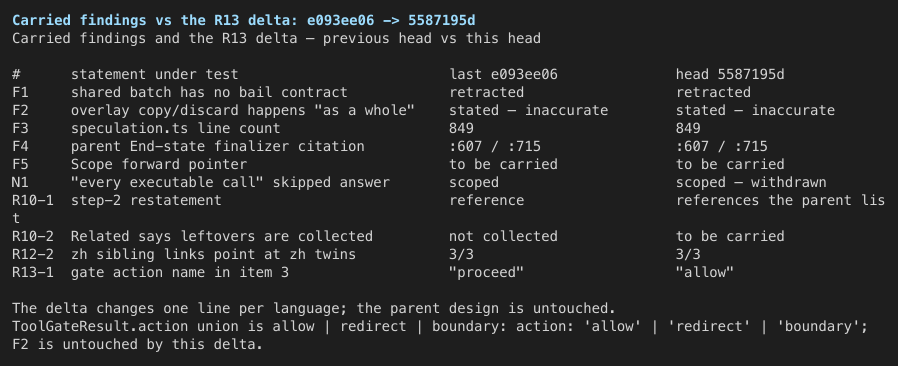 Carried findings vs the R13 delta: e093ee06 —> 5587195d
Carried findings and the R13 delta — previous head vs this head
# statement under test last e093ee06 head 5587195d
F1 shared batch has no bail contract retracted retracted
F2 overlay copy/discard happens "as a whole" stated — inaccurate stated — inaccurate
F3 speculation.ts line count 849 849
F4 parent End-state finalizer citation :607 / :715 :607 / :715
F5 Scope forward pointer to be carried to be carried
N1 "every executable call" skipped answer scoped scoped — withdrawn
R10-1 step-2 restatement reference references the parent lis
t
R10-2 Related says leftovers are collected not collected to be carried
R12-2 zh sibling links point at zh twins 3/3 3/3
R13-1 gate action name in item 3 "proceed" "allow"
The delta changes one line per language; the parent design is untouched.
ToolGateResult.action union is allow | redirect | boundary: action: 'allow' | 'redirect' | 'boundary';
F2 is untouched by this delta.